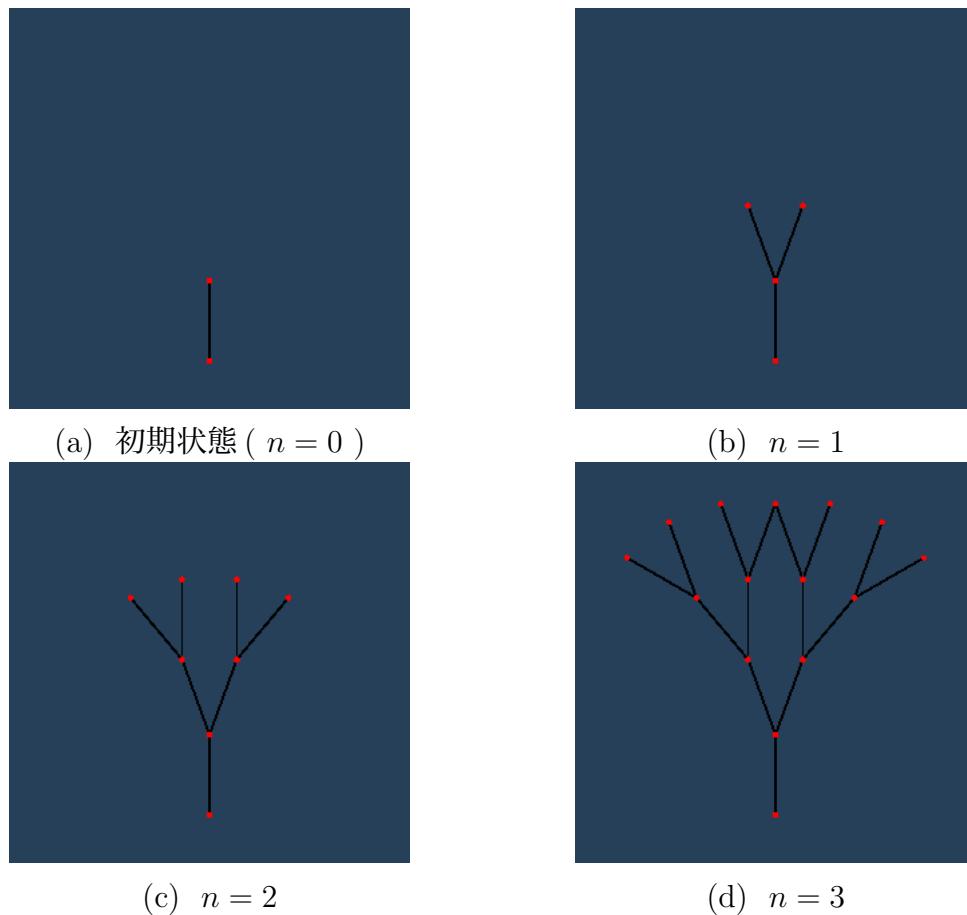 (a) 初期状態 ( n = 0 )
(b) n = 1
(c) n = 2
(d) n = 3